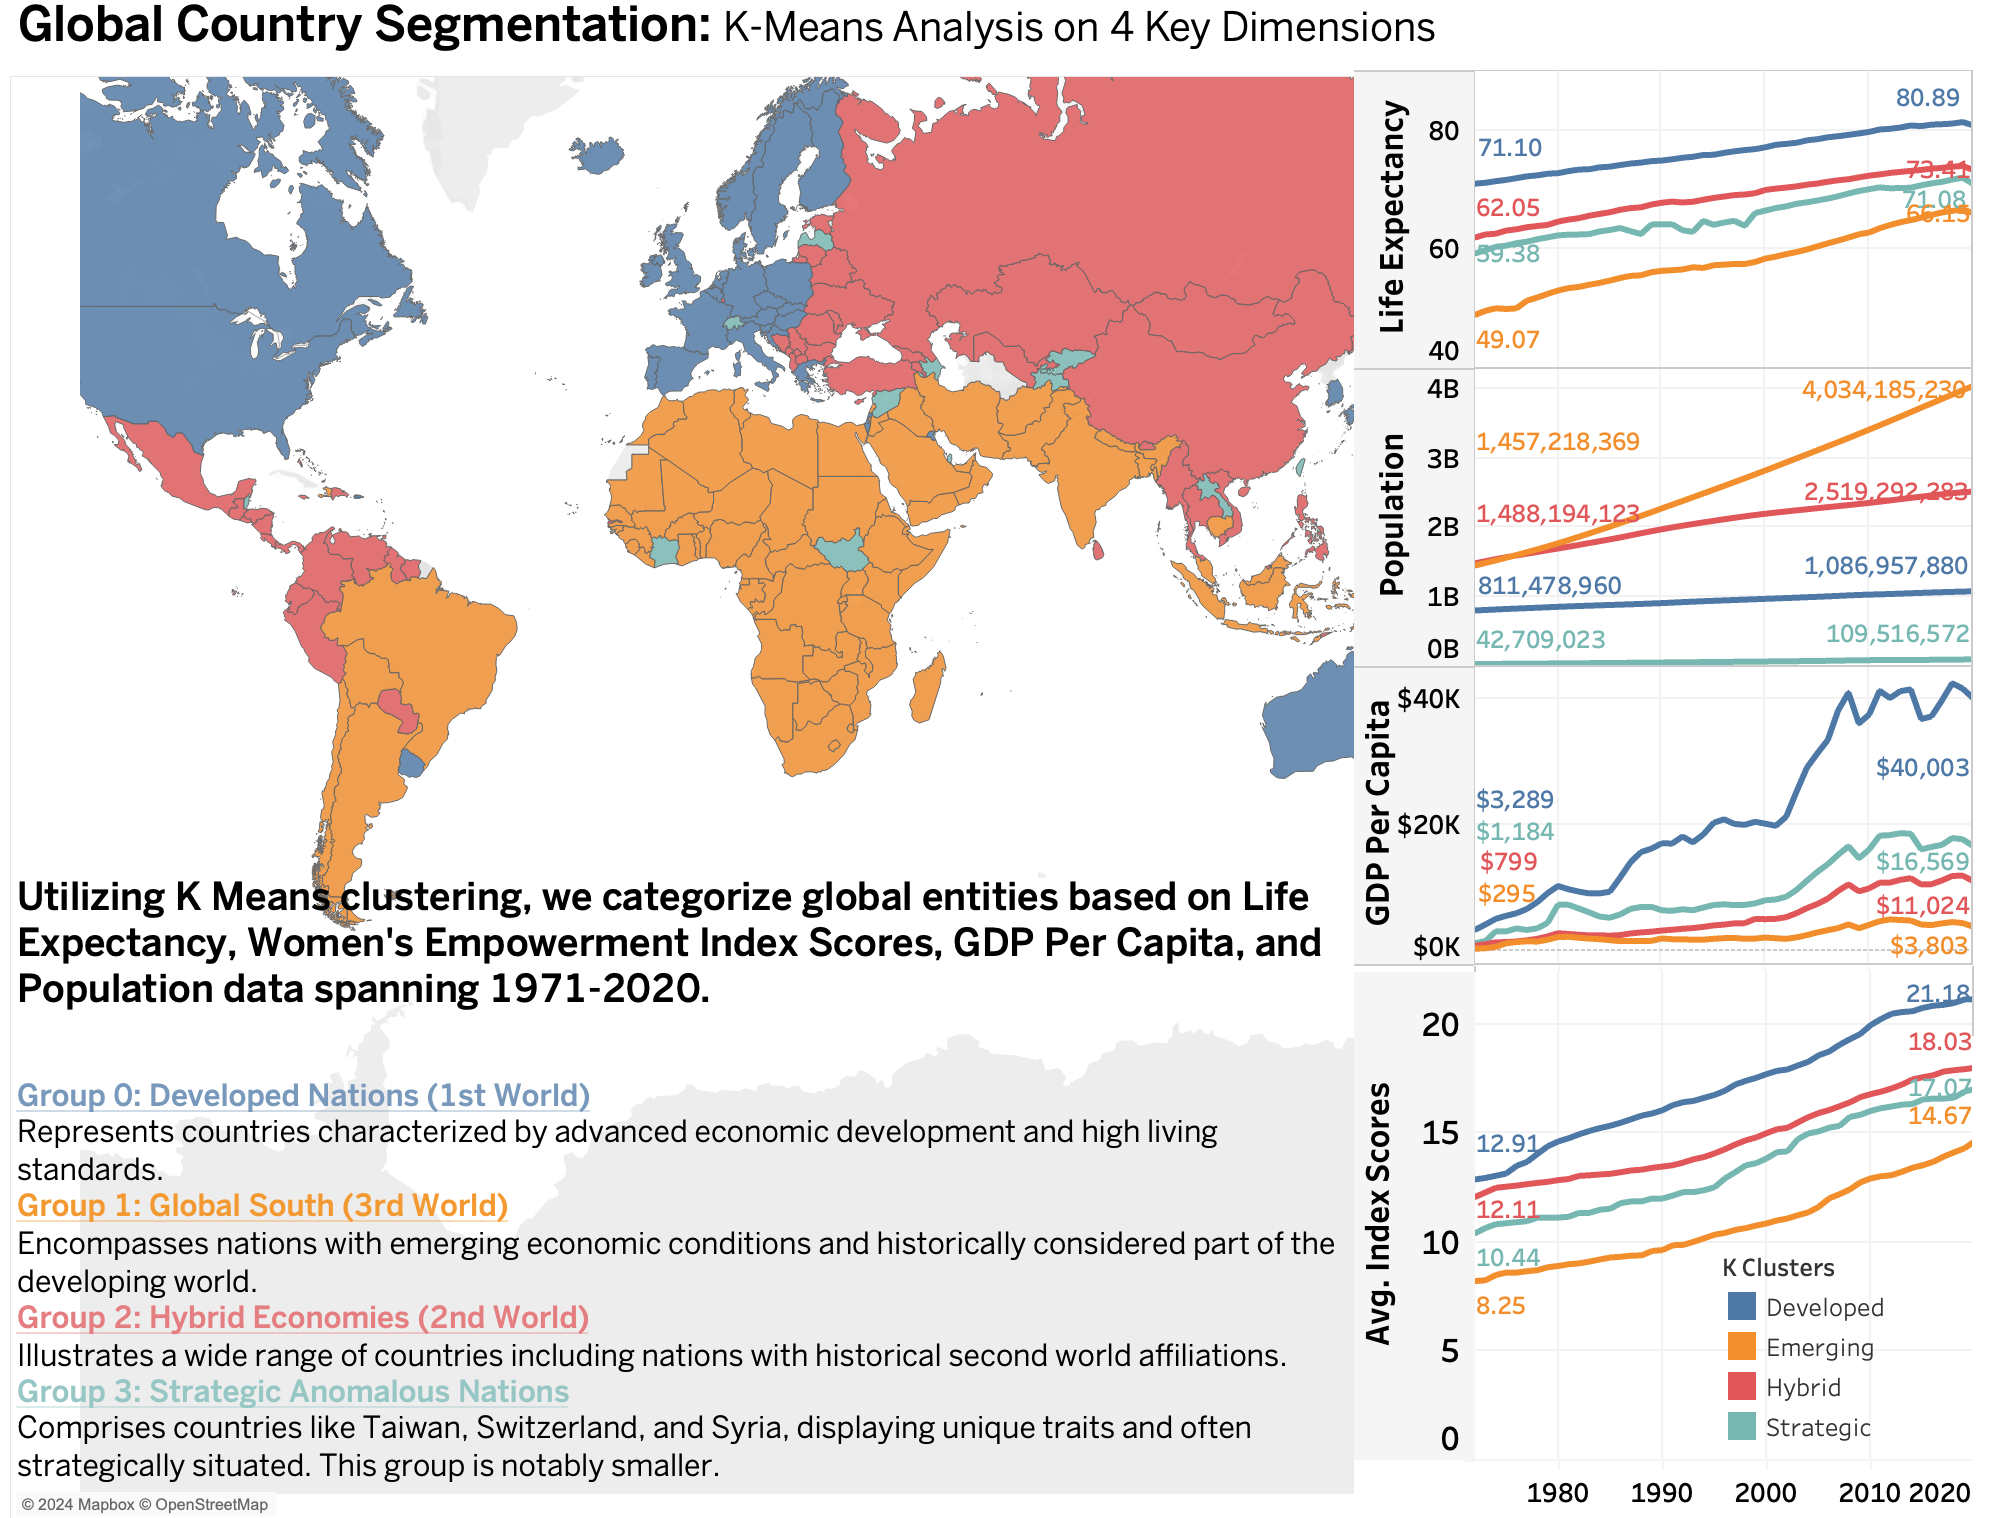 Global Country Segmentation: K-Means Analysis on 4 Key Dimensions
Utilizing K Means clustering, we categorize global entities based on Life
Expectancy, Women's Empowerment Index Scores, GDP Per Capita, and
Population data spanning 1971-2020.
Group 0: Developed Nations (1st World)
Represents countries characterized by advanced economic development and high living
standards.
Group 1: Global South (3rd World)
Encompasses nations with emerging economic conditions and historically considered part of the
developing world.
Group 2: Hybrid Economies (2nd World)
Illustrates a wide range of countries including nations with historical second world affiliations.
Group 3: Strategic Anomalous Nations
Comprises countries like Taiwan, Switzerland, and Syria, displaying unique traits and often
strategically situated. This group is notably smaller.
© 2024 Mapbox © OpenStreetMap
Life Expectancy
80
60
40
71.10
62.05
59.38
49.07
80.89
73.41
71.08
66.15
Population
4B
3B
2B
1B
0B
1,457,218,369
1,488,194,123
811,478,960
42,709,023
4,034,185,230
2,519,292,283
1,086,957,880
109,516,572
GDP Per Capita
$40K
$20K
$0K
$3,289
$1,184
$799
$295
$40,003
$16,569
$11,024
$3,803
Avg. Index Scores
20
15
10
5
0
12.91
12.11
10.44
8.25
21.18
18.03
17.07
14.67
K Clusters
Developed
Emerging
Hybrid
Strategic
1980 1990 2000 2010 2020